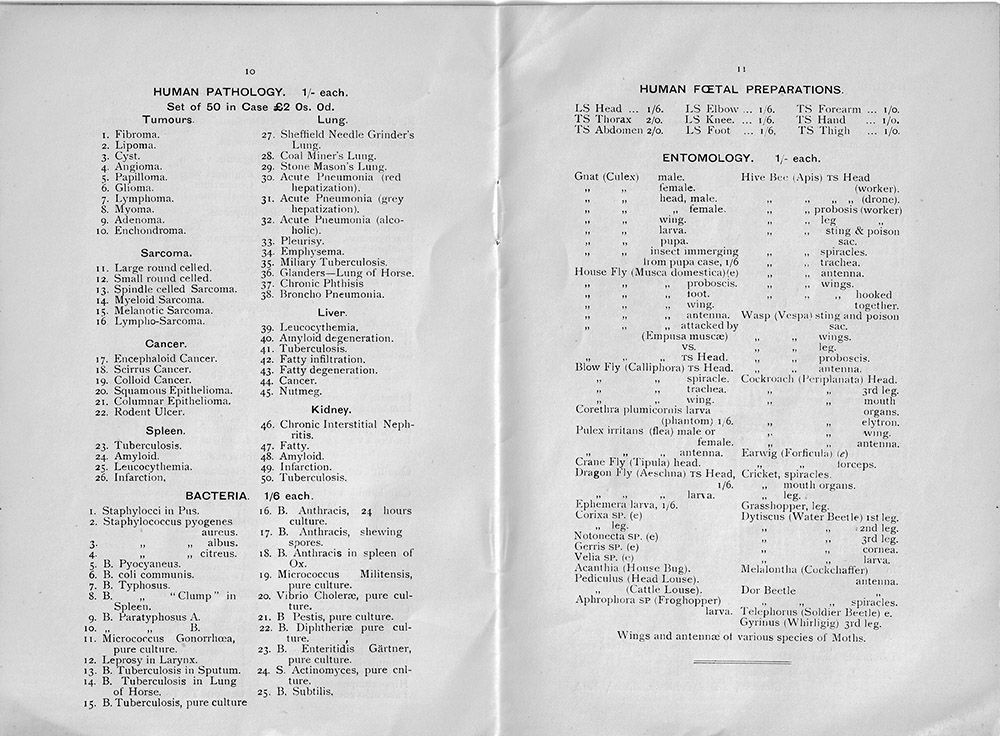 10
HUMAN PATHOLOGY. 1/- each.
Set of 50 in Case £2 0s. 0d.
Tumours.
1. Fibroma.
2. Lipoma.
3. Cyst.
4. Angioma.
5. Papilloma.
6. Glioma.
7. Lymphoma.
8. Myoma.
9. Adenoma.
10. Enchondroma.
Sarcoma.
11. Large round celled.
12. Small round celled.
13. Spindle celled Sarcoma.
14. Myeloid Sarcoma.
15. Melanotic Sarcoma.
16 Lympho-Sarcoma.
Cancer.
17. Encephaloid Cancer.
18. Scirrus Cancer.
19. Colloid Cancer.
20. Squamous Epithelioma.
21. Columnar Epithelioma.
22. Rodent Ulcer.
Spleen.
23. Tuberculosis.
24. Amyloid.
25. Leucocythemia.
26. Infarction.
Lung.
27. Sheffield Needle Grinder's
Lung.
28. Coal Miner's Lung.
29. Stone Mason's Lung.
30. Acute Pneumonia (red
hepatization).
31. Acute Pneumonia (grey
hepatization).
32. Acute Pneumonia (alco-
holic).
33. Pleurisy.
34. Emphysema.
35. Miliary Tuberculosis.
36. Glanders—Lung of Horse.
37. Chronic Phthisis
38. Broncho Pneumonia.
Liver.
39. Leucocythemia.
40. Amyloid degeneration.
41. Tuberculosis.
42. Fatty infiltration.
43. Fatty degeneration.
44. Cancer.
45. Nutmeg.
Kidney.
46. Chronic Interstitial Neph-
ritis.
47. Fatty.
48. Amyloid.
49. Infarction.
50. Tuberculosis.
BACTERIA. 1/6 each.
1. Staphylocci in Pus.
2. Staphylococcus pyogenes
aureus.
3. „ „ albus.
4. „ „ citreus.
5. B. Pyocyaneus.
6. B. coli communis.
7. B. Typhosus.
8. B. „ "Clump" in
Spleen.
9. B. Paratyphosus A.
10. „ „ B.
11. Micrococcus Gonorrhœa,
pure culture.
12. Leprosy in Larynx.
13. B. Tuberculosis in Sputum.
14. B. Tuberculosis in Lung
of Horse.
15. B. Tuberculosis, pure culture
16. B. Anthracis, 24 hours
culture.
17. B. Anthracis, shewing
spores.
18. B. Anthracis in spleen of
Ox.
19. Micrococcus Militensis,
pure culture.
20. Vibrio Choleræ, pure cul-
ture.
21. B Pestis, pure culture.
22. B. Diphtheriæ pure cul-
ture.
23. B. Enteritidis Gärtner,
pure culture.
24. S. Actinomyces, pure cnl-
ture.
25. B. Subtilis.
11
HUMAN FŒTAL PREPARATIONS.
LS Head ... 1/6. LS Elbow ... 1/6. TS Forearm ... 1/0.
TS Thorax 2/0. LS Knee. ... 1/6. TS Hand ... 1/0.
TS Abdomen 2/0. LS Foot ... 1/6. TS Thigh ... 1/0.
ENTOMOLOGY. 1/- each.
Gnat (Culex) male.
„ „ female.
„ „ head, male.
„ „ „ female.
„ „ wing.
„ „ larva.
„ „ pupa.
„ „ insect immerging
from pupa case, 1/6
House Fly (Musca domestica)(e)
„ „ „ proboscis.
„ „ „ foot.
„ „ „ wing.
„ „ „ antenna.
„ „ „ attacked by
(Empusa muscæ)
VS.
„ „ „ TS Head.
Blow Fly (Calliphora) TS Head.
„ „ spiracle.
„ „ trachea.
„ „ wing.
Corethra plumicornis larva
(phantom) 1/6.
Pulex irritans (flea) male or
female.
„ „ „ antenna.
Crane Fly (Tipula) head.
Dragon Fly (Aeschna) TS Head,
1/6.
„ „ „ larva.
Ephemera larva, 1/6.
Corixa SP. (e)
„ leg.
Notonecta SP. (e)
Gerris SP. (e)
Velia SP. (e)
Acanthia (House Bug).
Pediculus (Head Louse).
„ (Cattle Louse).
Aphrophora SP (Froghopper)
larva.
Hive Bee (Apis) TS Head
(worker).
„ „ „ „ (drone).
„ „ probosis (worker)
„ „ leg „
„ „ sting & poison
sac.
„ „ spiracles.
„ „ trachea.
„ „ antenna.
„ „ wings.
„ „ „ hooked
together.
Wasp (Vespa) sting and poison
sac.
„ „ wings.
„ „ leg.
„ „ proboscis.
„ „ antenna.
Cockroach (Periplanata) Head.
„ „ 3rd leg.
„ „ mouth
organs.
„ „ elytron.
„ „ wing.
„ „ antenna.
Earwig (Forficula) (e)
„ „ forceps.
Cricket, spiracles.
„ mouth organs.
„ leg.
Grasshopper, leg.
Dytiscus (Water Beetle) 1st leg.
„ „ 2nd leg.
„ „ 3rd leg.
„ „ cornea.
„ „ larva.
Melalontha (Cockchaffer)
antenna.
Dor Beetle „
„ „ „ spiracles.
Telephorus (Soldier Beetle) e.
Gyrinus (Whirligig) 3rd leg.
Wings and antennæ of various species of Moths.